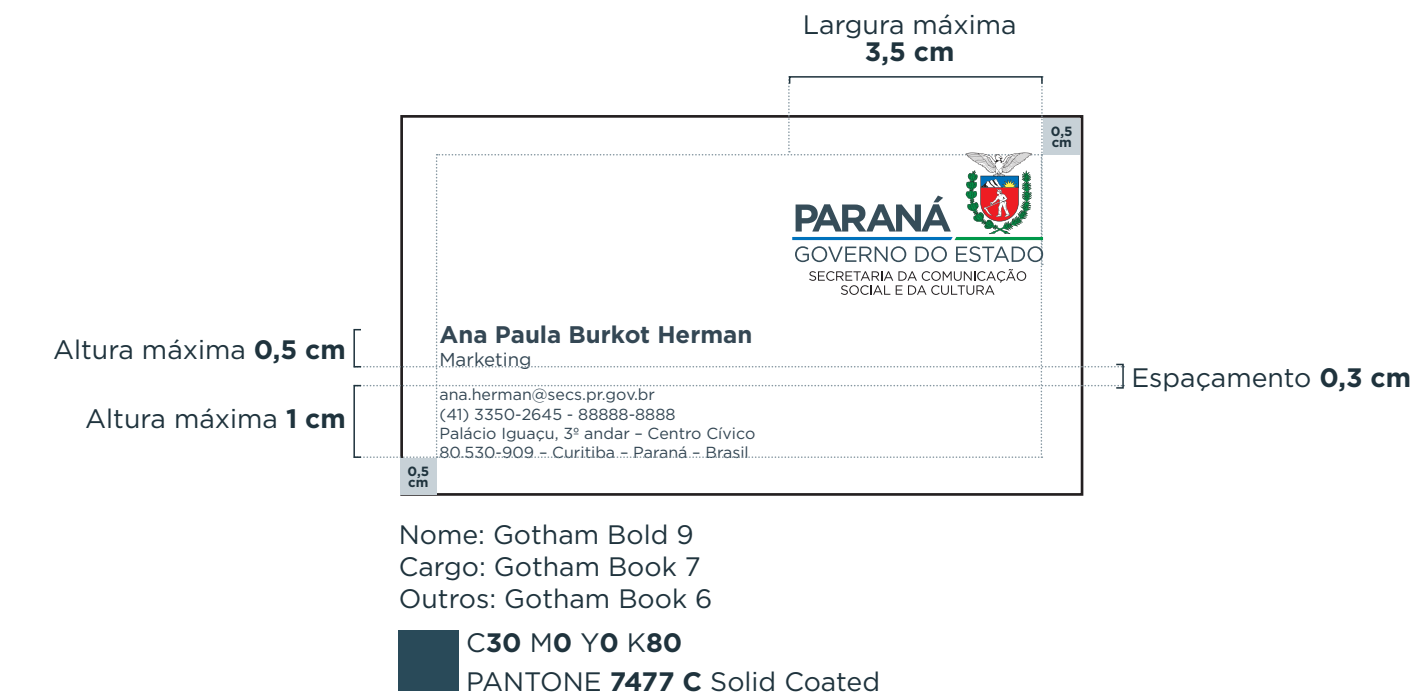 Largura máxima
3,5 cm
0,5
cm
PARANÁ
GOVERNO DO ESTADO
SECRETARIA DA COMUNICAÇÃO
SOCIAL E DA CULTURA
Altura máxima 0,5 cm
Ana Paula Burkot Herman
Marketing
Espaçamento 0,3 cm
Altura máxima 1 cm
ana.herman@secs.pr.gov.br
(41) 3350-2645 - 88888-8888
Palácio Iguaçu, 3º andar – Centro Cívico
80.530-909 – Curitiba – Paraná – Brasil
0,5
cm
Nome: Gotham Bold 9
Cargo: Gotham Book 7
Outros: Gotham Book 6
C30 M0 Y0 K80
PANTONE 7477 C Solid Coated